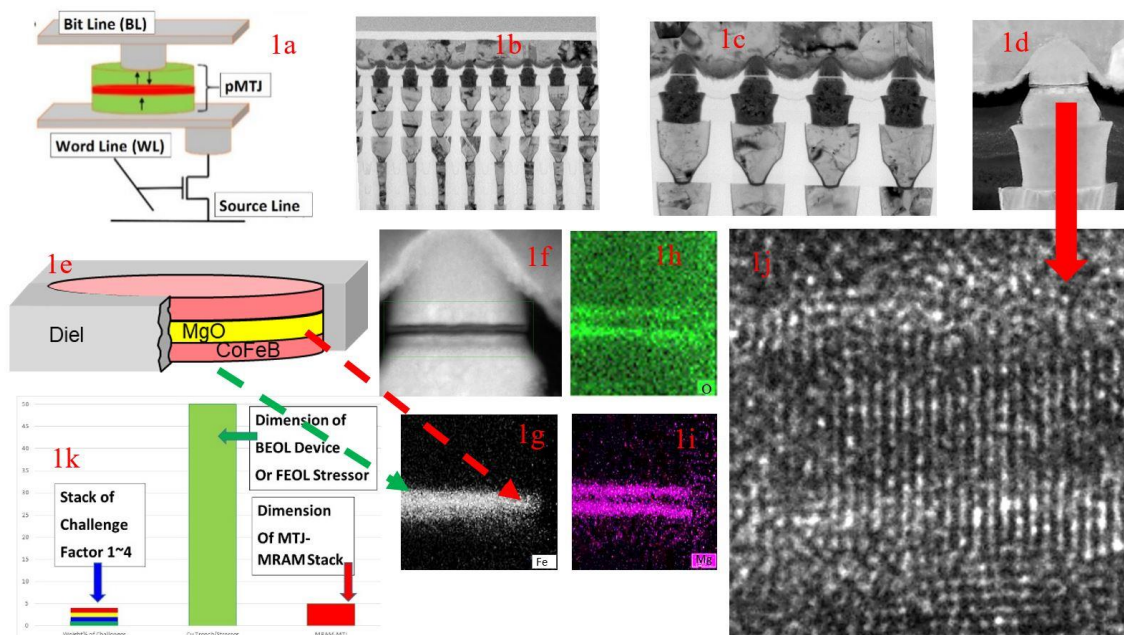 Bit Line (BL)
1a
pMTJ
Word Line (WL)
Source Line
1b
1c
1d
1e
Diel
MgO
CoFeB
1f
1h
O
1g
Fe
1i
Mg
1j
50
45
40
35
30
25
20
15
10
5
0
1k
Stack of
Challenge
Factor 1~4
Dimension of
BEOL Device
Or FEOL Stressor
Dimension
Of MTJ-
MRAM Stack